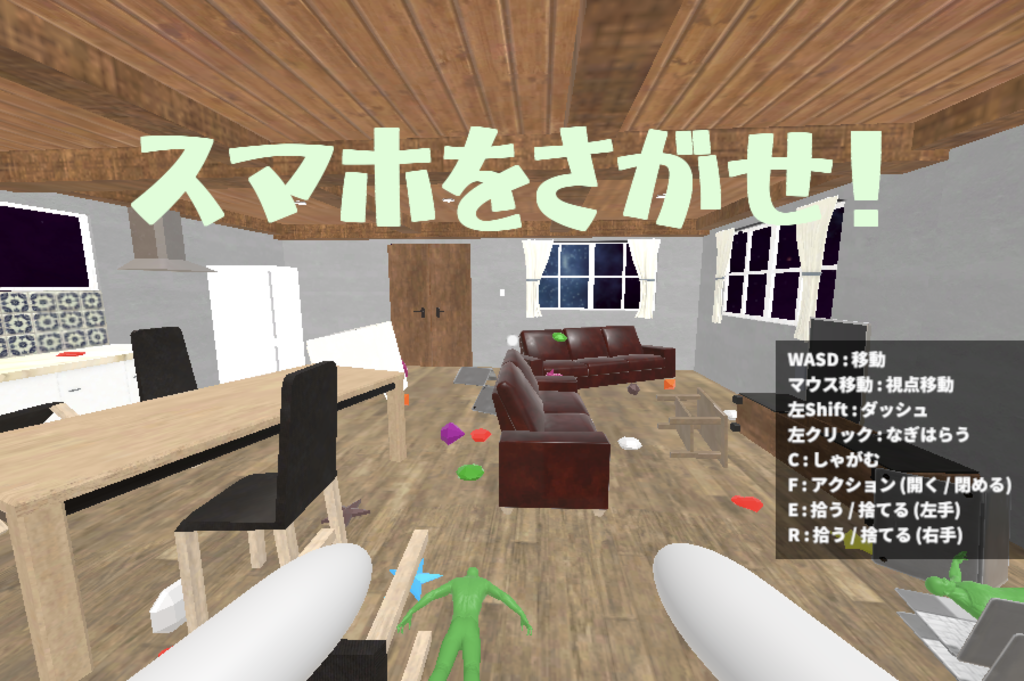 スマホをさがせ!
WASD : 移動
マウス移動 : 視点移動
左Shift : ダッシュ
左クリック : なぎはらう
C : しゃがむ
F : アクション (開く / 閉める)
E : 拾う / 捨てる (左手)
R : 拾う / 捨てる (右手)